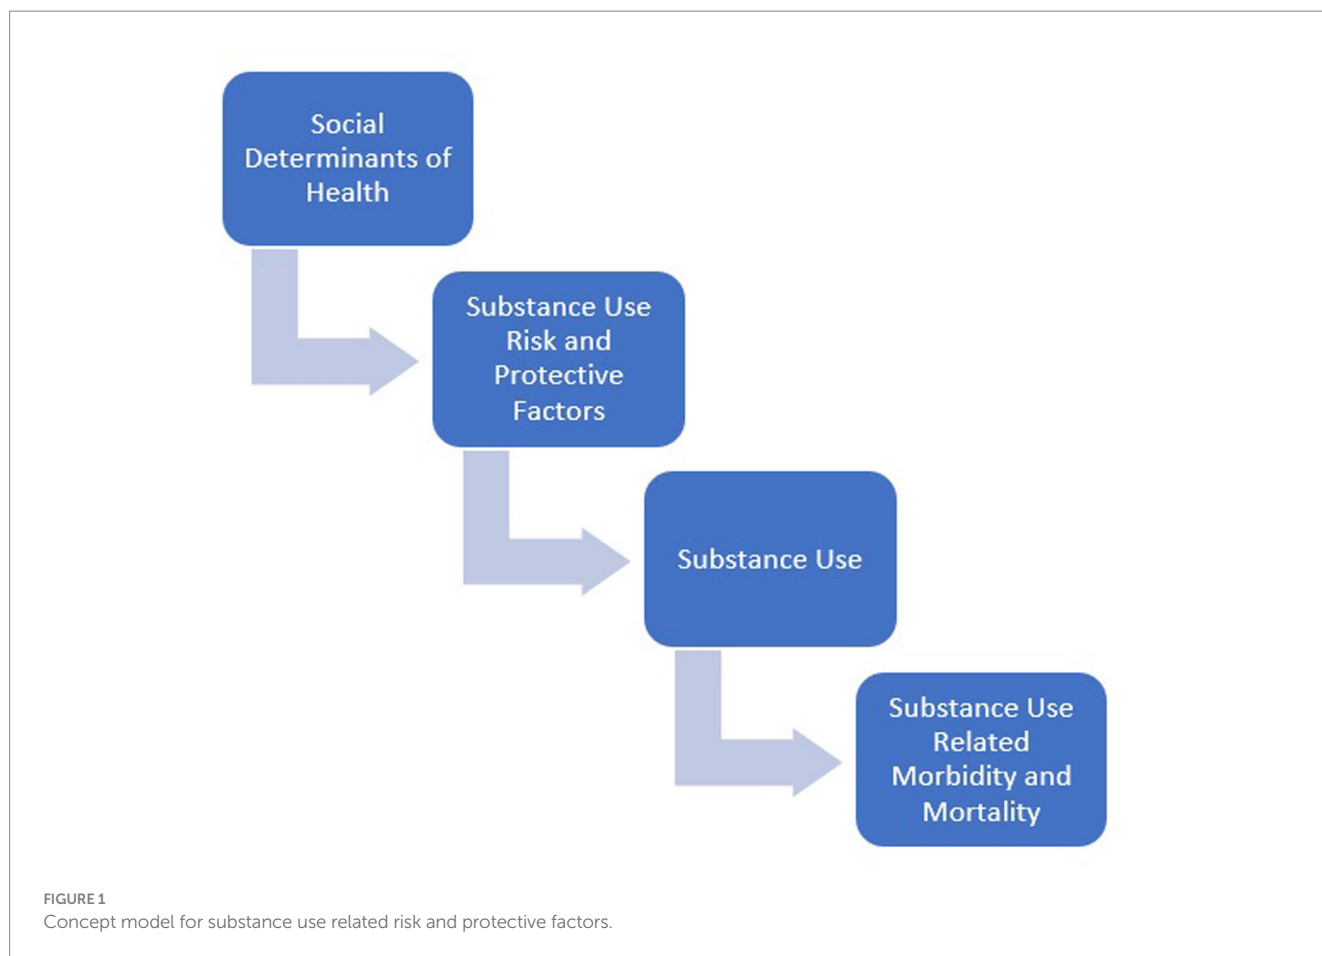 Social
Determinants of
Health
Substance Use
Risk and
Protective
Factors
Substance Use
Substance Use
Related
Morbidity and
Mortality
FIGURE 1
Concept model for substance use related risk and protective factors.